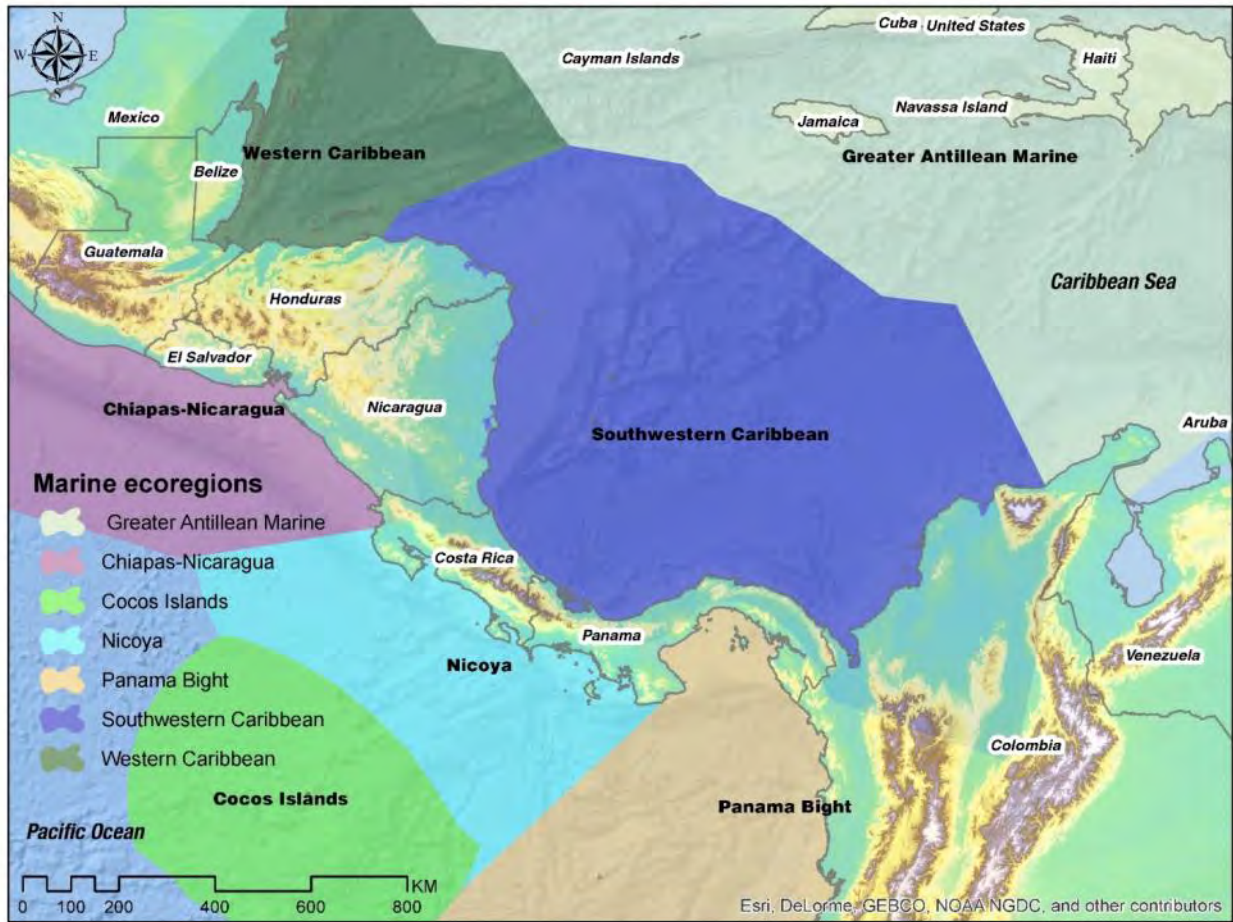 N
W
E
S
Cuba
United States
Cayman Islands
Haiti
Mexico
Navassa Island
Jamaica
Western Caribbean
Greater Antillean Marine
Belize
Guatemala
Caribbean Sea
Honduras
El Salvador
Chiapas-Nicaragua
Nicaragua
Southwestern Caribbean
Aruba
Marine ecoregions
Greater Antillean Marine
Chiapas-Nicaragua
Cocos Islands
Nicoya
Panama Bight
Southwestern Caribbean
Western Caribbean
Costa Rica
Panama
Nicoya
Venezuela
Colombia
Cocos Islands
Panama Bight
Pacific Ocean
KM
0 100 200 400 600 800
Esri, DeLorme, GEBCO, NOAA NGDC, and other contributors